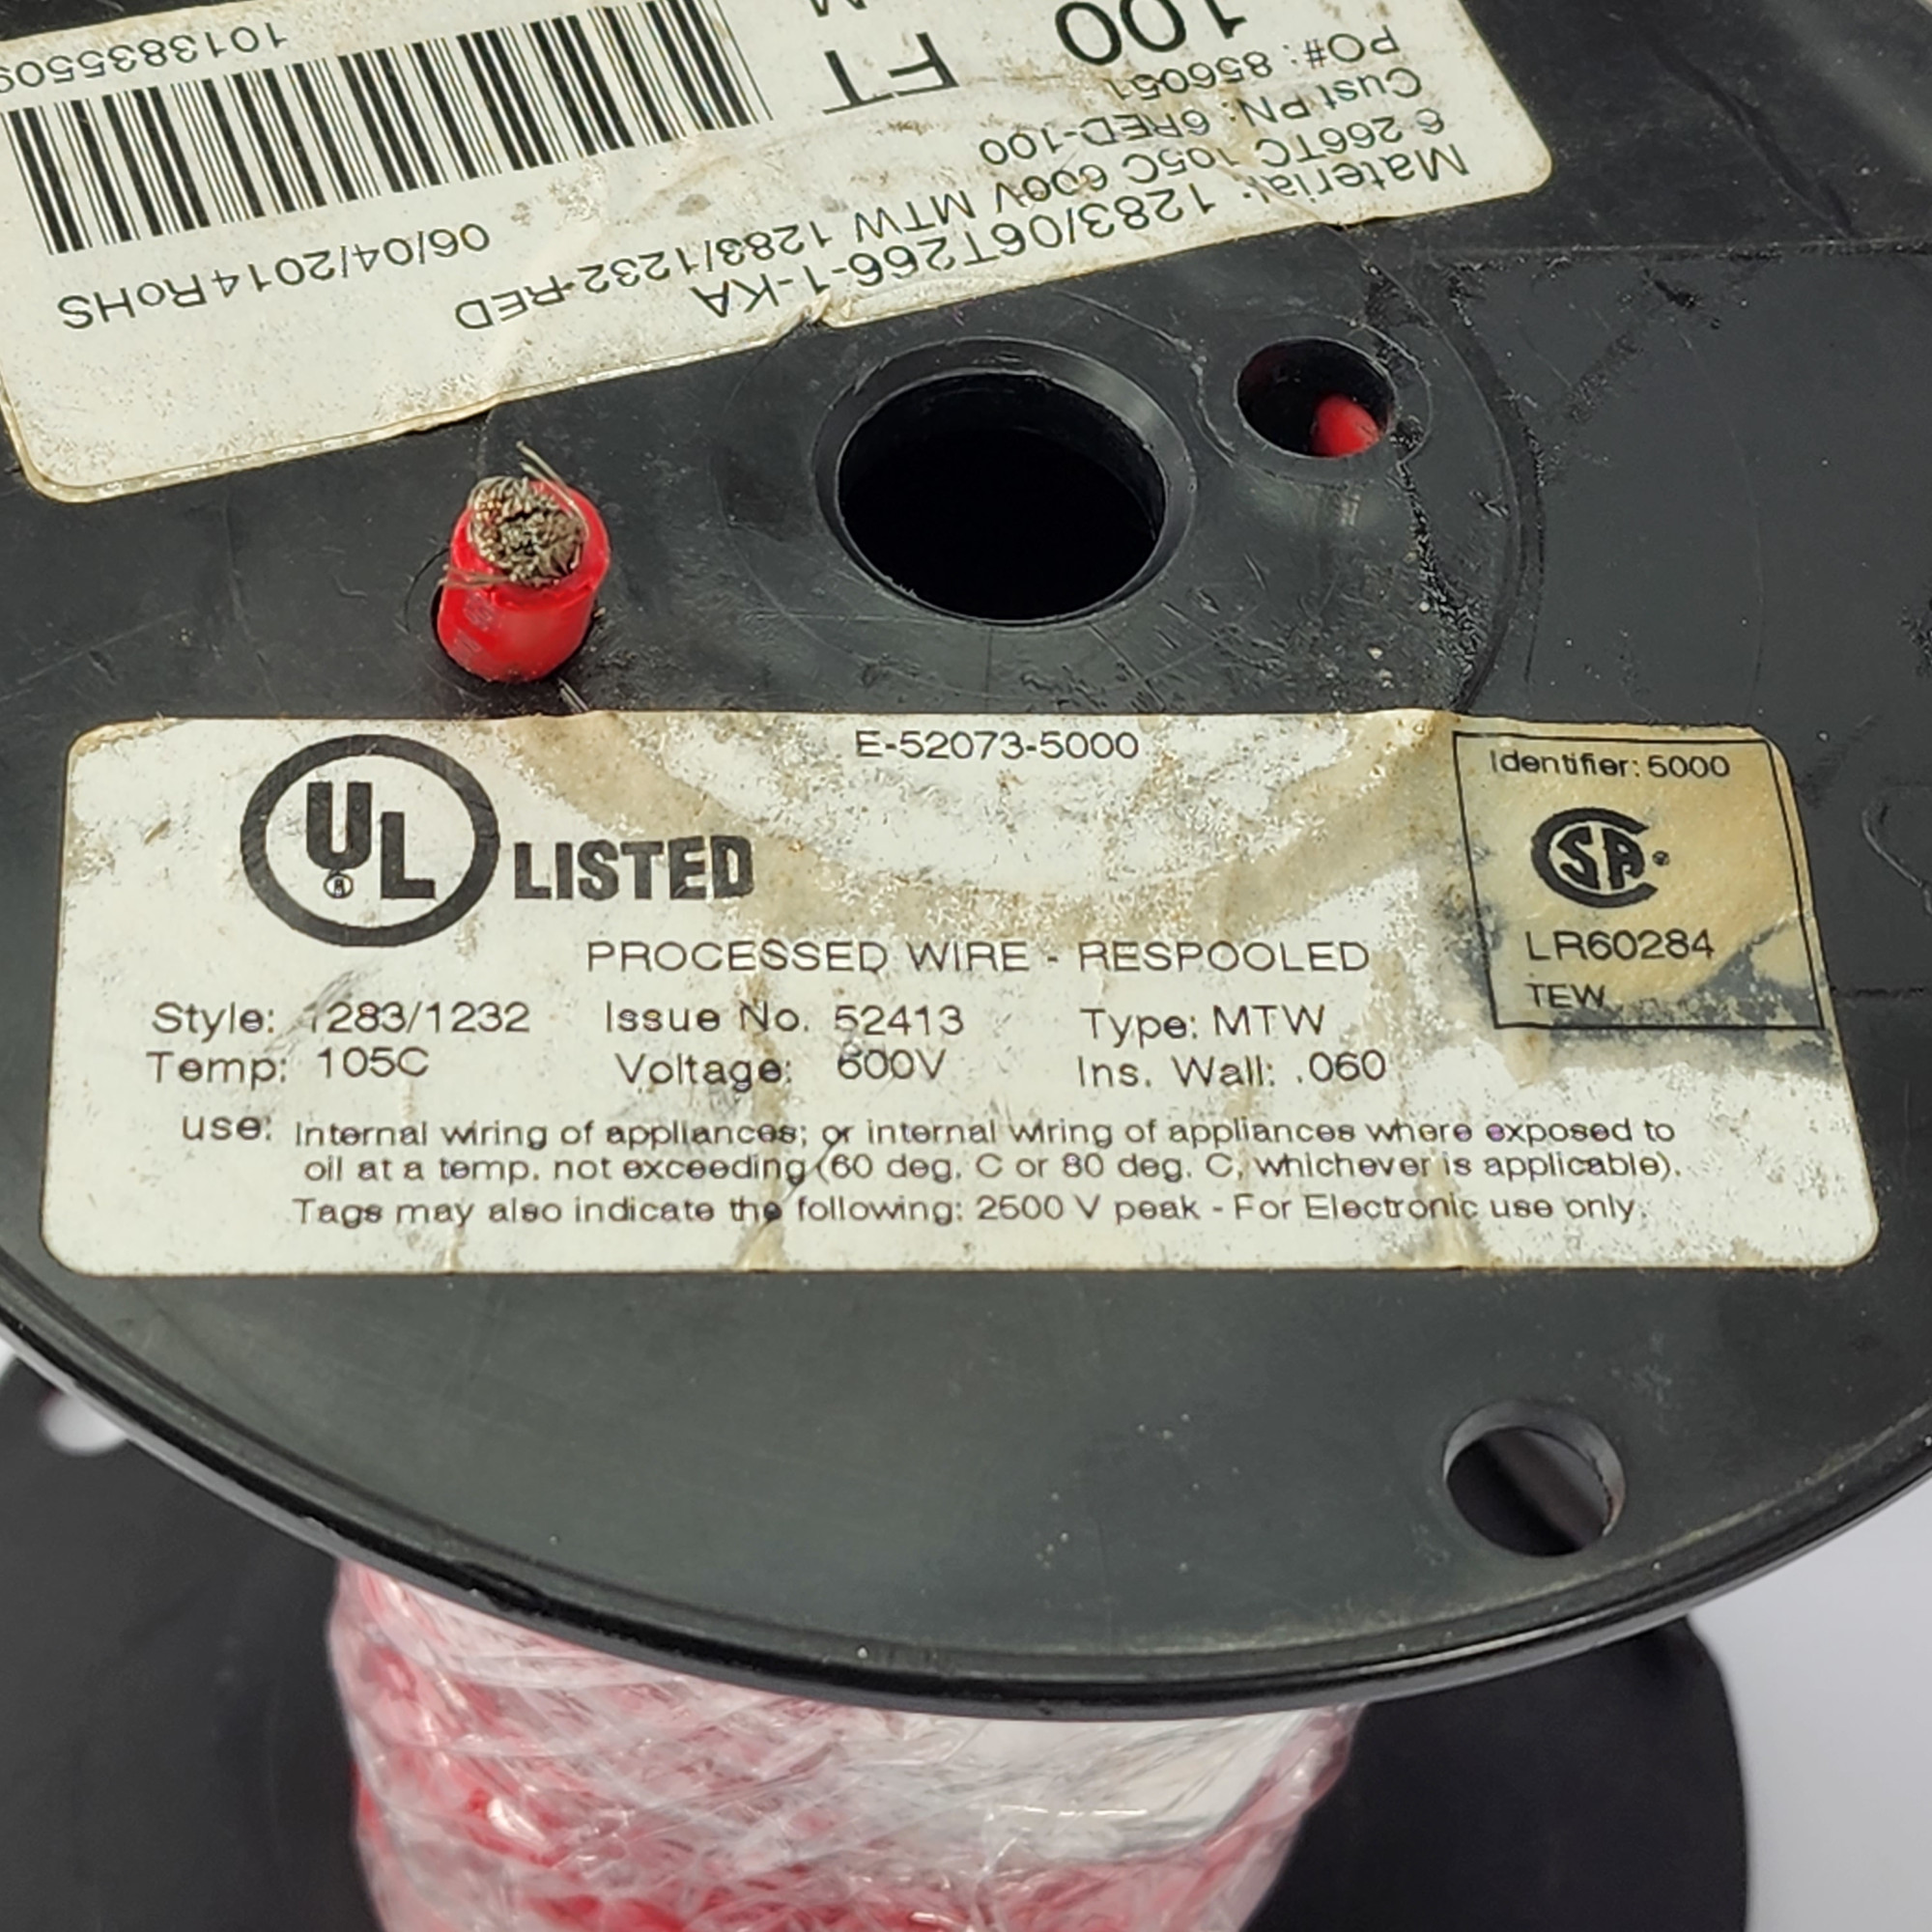 Material: 1283/06T266-1-KA
6 266TC 105C 600V MTW 1283/1232-RED
Cust PN: 6RED-100
PO#: 856051
100 FT
06/04/2014 RoHS
E-52073-5000
UL® LISTED
PROCESSED WIRE - RESPOOLED
Style: 1283/1232 Issue No. 52413 Type: MTW
Temp: 105C Voltage: 600V Ins. Wall: .060
use: Internal wiring of appliances; or internal wiring of appliances where exposed to
oil at a temp. not exceeding (60 deg. C or 80 deg. C, whichever is applicable).
Tags may also indicate the following: 2500 V peak - For Electronic use only.
Identifier: 5000
CSA
LR60284
TEW